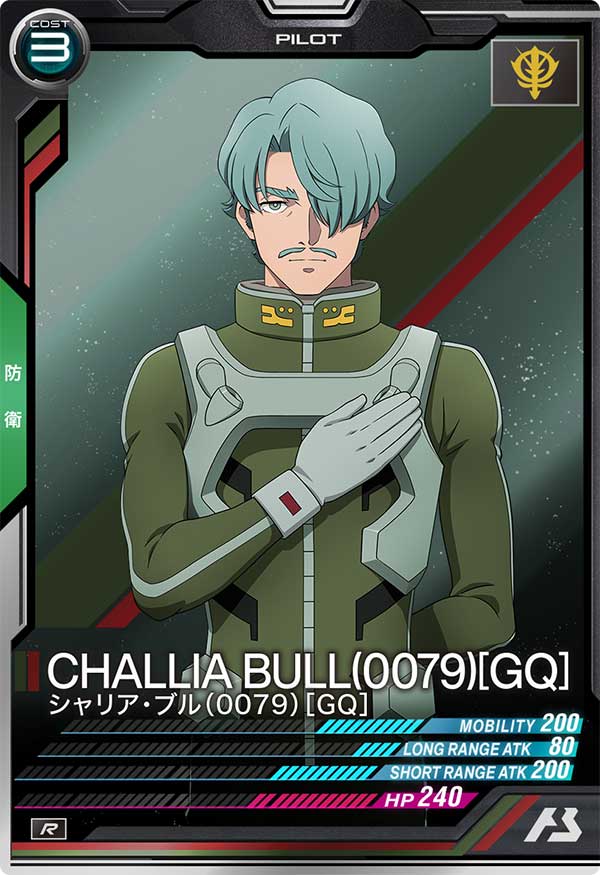 COST
3
PILOT
防衛
CHALLIA BULL(0079)[GQ]
シャリア・ブル(0079)[GQ]
MOBILITY 200
LONG RANGE ATK 80
SHORT RANGE ATK 200
HP 240
R